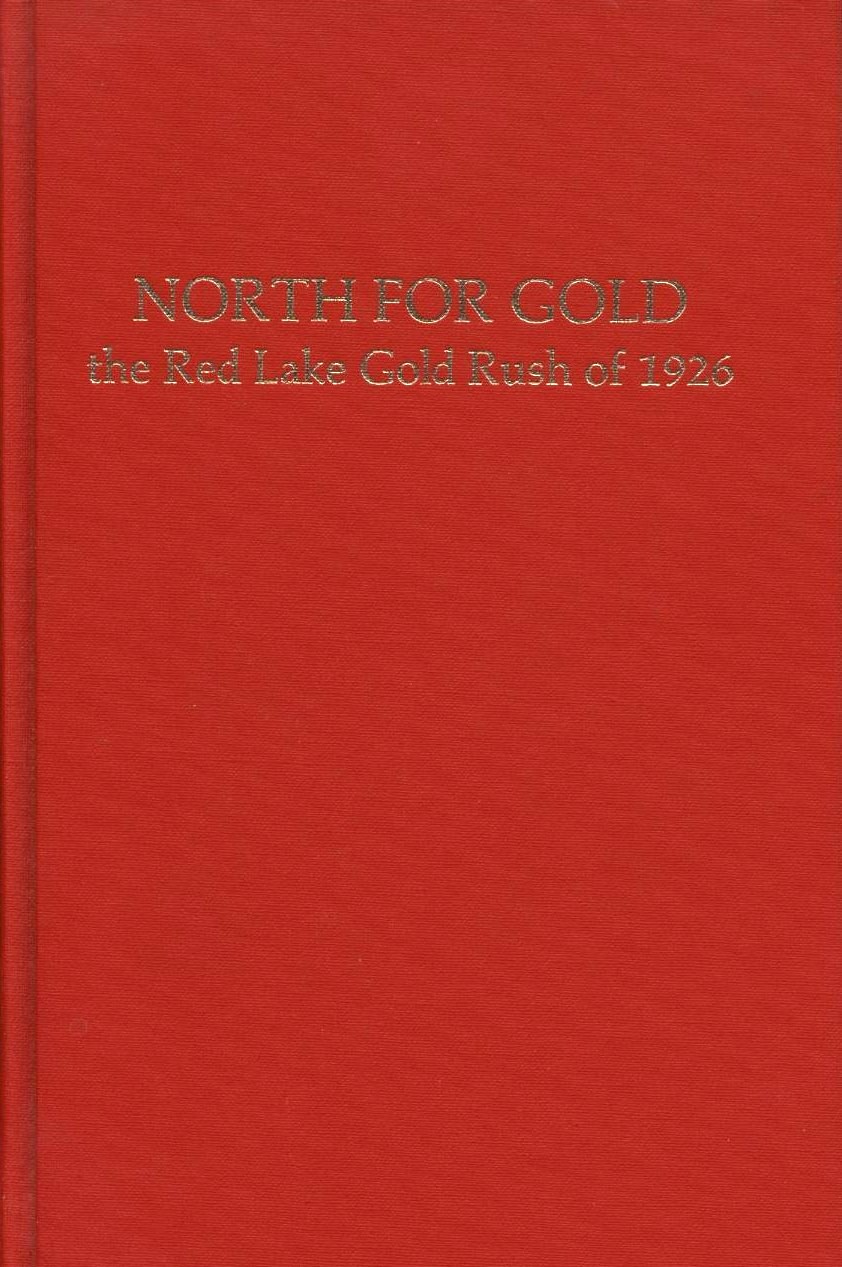 NORTH FOR GOLD
the Red Lake Gold Rush of 1926